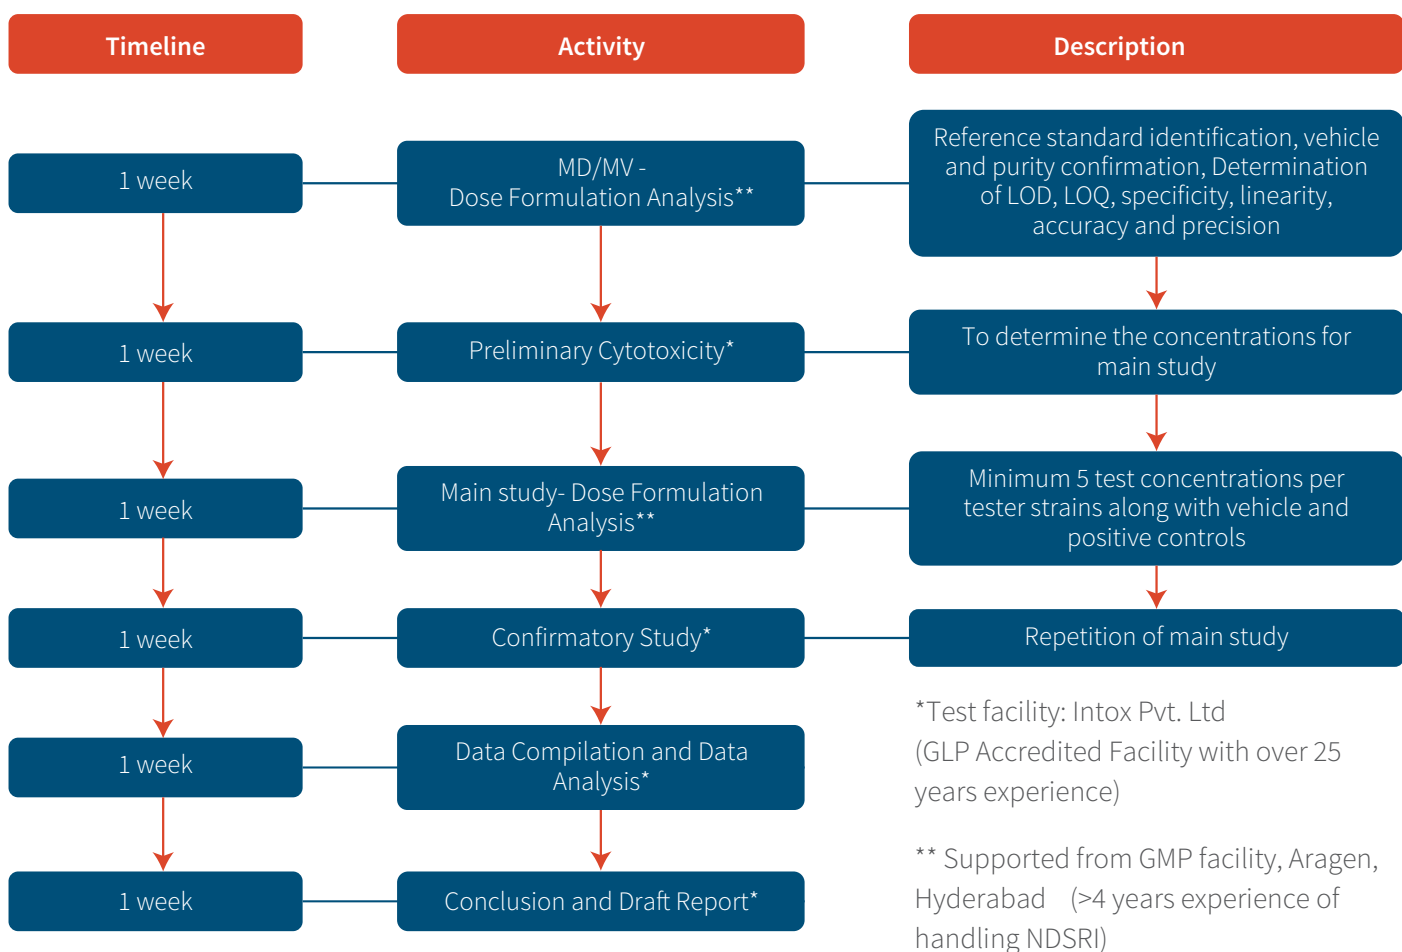 Timeline
Activity
Description
1 week
MD/MV -
Dose Formulation Analysis**
Reference standard identification, vehicle
and purity confirmation, Determination
of LOD, LOQ, specificity, linearity,
accuracy and precision
1 week
Preliminary Cytotoxicity*
To determine the concentrations for
main study
1 week
Main study- Dose Formulation
Analysis**
Minimum 5 test concentrations per
tester strains along with vehicle and
positive controls
1 week
Confirmatory Study*
Repetition of main study
1 week
Data Compilation and Data
Analysis*
1 week
Conclusion and Draft Report*
*Test facility: Intox Pvt. Ltd
(GLP Accredited Facility with over 25
years experience)
** Supported from GMP facility, Aragen,
Hyderabad (>4 years experience of
handling NDSRI)